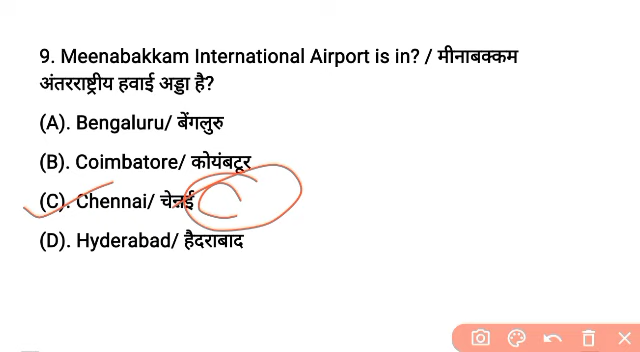 9. Meenabakkam International Airport is in? / मीनाबक्कम
अंतरराष्ट्रीय हवाई अड्डा है?
(A). Bengaluru/ बेंगलुरु
(B). Coimbatore/ कोयंबटूर
(C). Chennai/ चेन्नई
(D). Hyderabad/ हैदराबाद